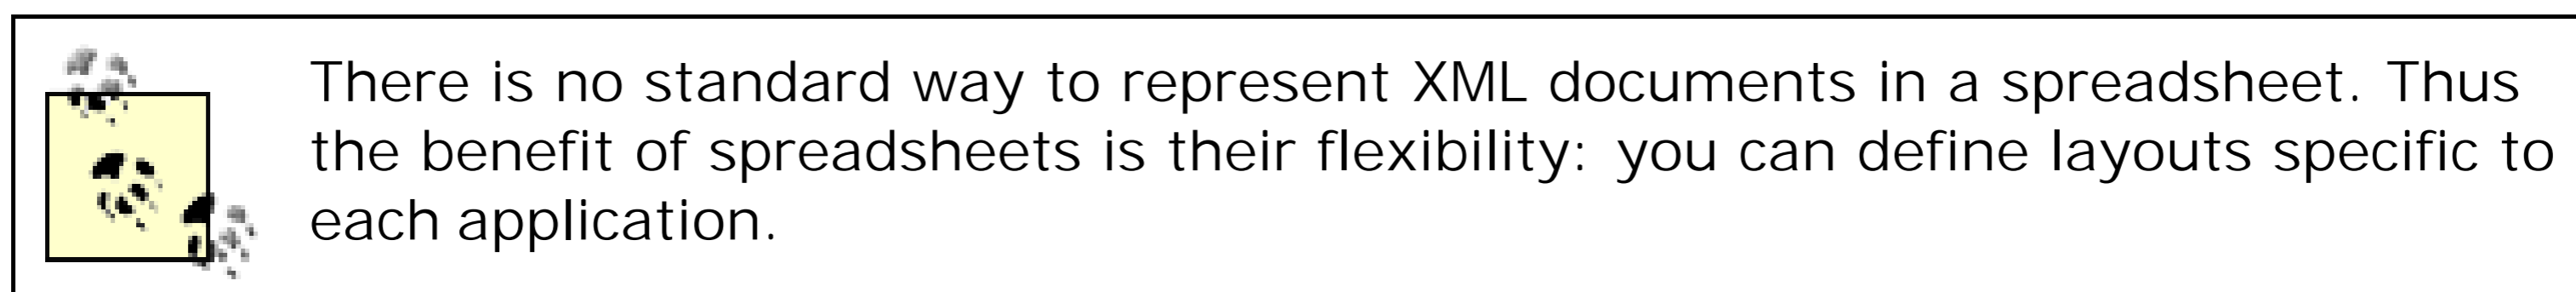 There is no standard way to represent XML documents in a spreadsheet. Thus
the benefit of spreadsheets is their flexibility: you can define layouts specific to
each application.